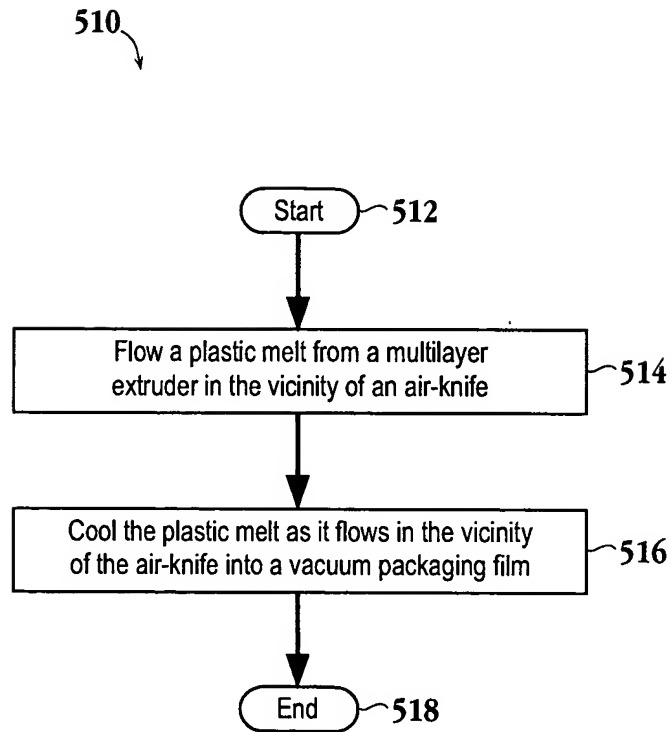 510
Start
512
Flow a plastic melt from a multilayer
extruder in the vicinity of an air-knife
514
Cool the plastic melt as it flows in the vicinity
of the air-knife into a vacuum packaging film
516
End
518